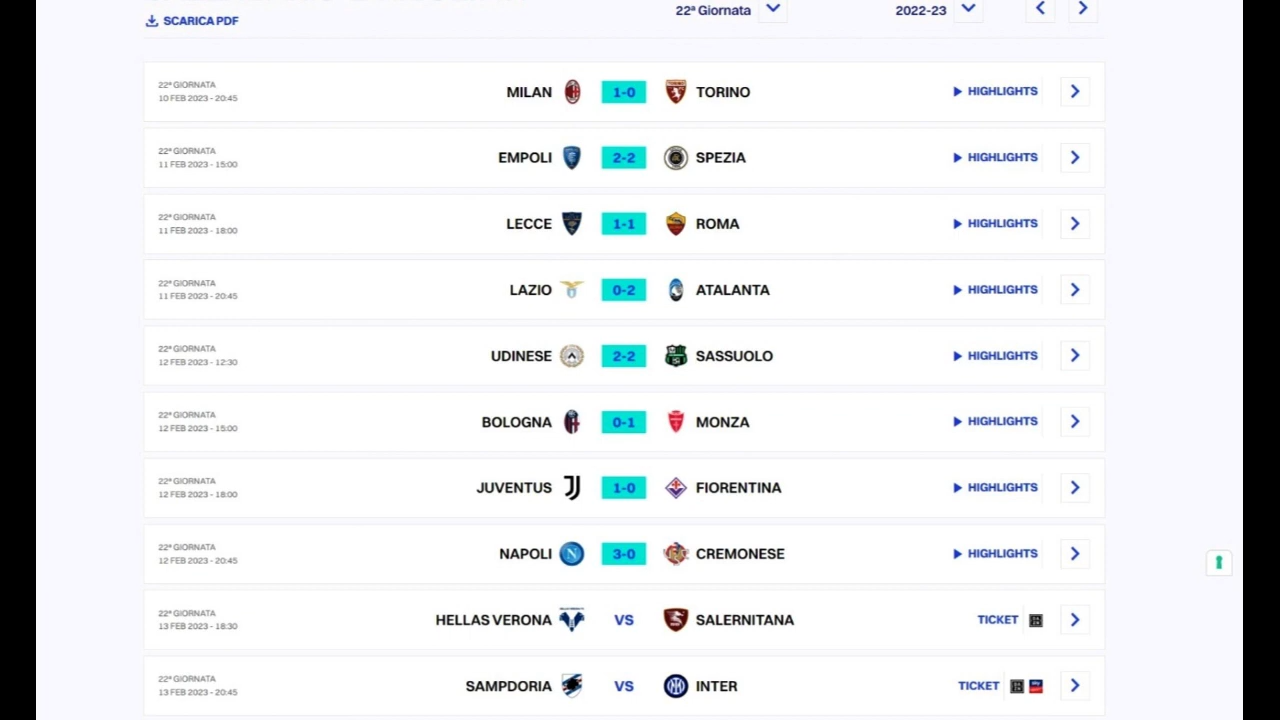 SCARICA PDF
22ª Giornata
2022-23
22ª GIORNATA
10 FEB 2023 - 20:45
MILAN 1-0 TORINO
HIGHLIGHTS
22ª GIORNATA
11 FEB 2023 - 15:00
EMPOLI 2-2 SPEZIA
HIGHLIGHTS
22ª GIORNATA
11 FEB 2023 - 18:00
LECCE 1-1 ROMA
HIGHLIGHTS
22ª GIORNATA
11 FEB 2023 - 20:45
LAZIO 0-2 ATALANTA
HIGHLIGHTS
22ª GIORNATA
12 FEB 2023 - 12:30
UDINESE 2-2 SASSUOLO
HIGHLIGHTS
22ª GIORNATA
12 FEB 2023 - 15:00
BOLOGNA 0-1 MONZA
HIGHLIGHTS
22ª GIORNATA
12 FEB 2023 - 18:00
JUVENTUS 1-0 FIORENTINA
HIGHLIGHTS
22ª GIORNATA
12 FEB 2023 - 20:45
NAPOLI 3-0 CREMONESE
HIGHLIGHTS
22ª GIORNATA
13 FEB 2023 - 18:30
HELLAS VERONA VS SALERNITANA
TICKET
22ª GIORNATA
13 FEB 2023 - 20:45
SAMPDORIA VS INTER
TICKET